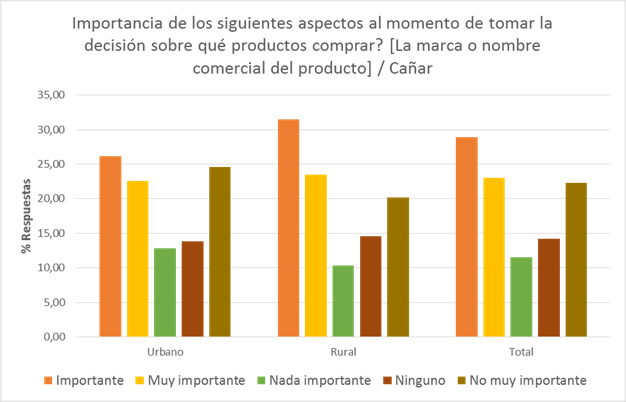 Importancia de los siguientes aspectos al momento de tomar la
decisión sobre qué productos comprar? [La marca o nombre
comercial del producto] / Cañar
35,00
30,00
25,00
20,00
15,00
10,00
5,00
0,00
% Respuestas
Urbano Rural Total
Importante Muy importante Nada importante Ninguno No muy importante